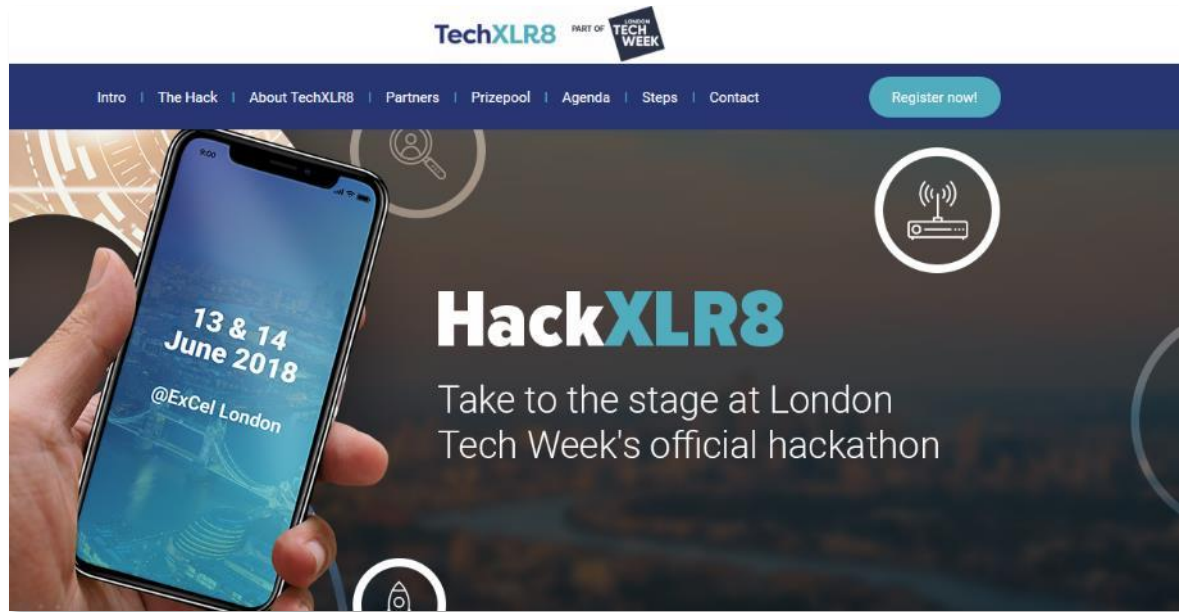 TechXLR8 PART OF LONDON TECH WEEK
Intro | The Hack | About TechXLR8 | Partners | Prizepool | Agenda | Steps | Contact Register now!
9:00
13 & 14
June 2018
@ExCel London
HackXLR8
Take to the stage at London
Tech Week's official hackathon